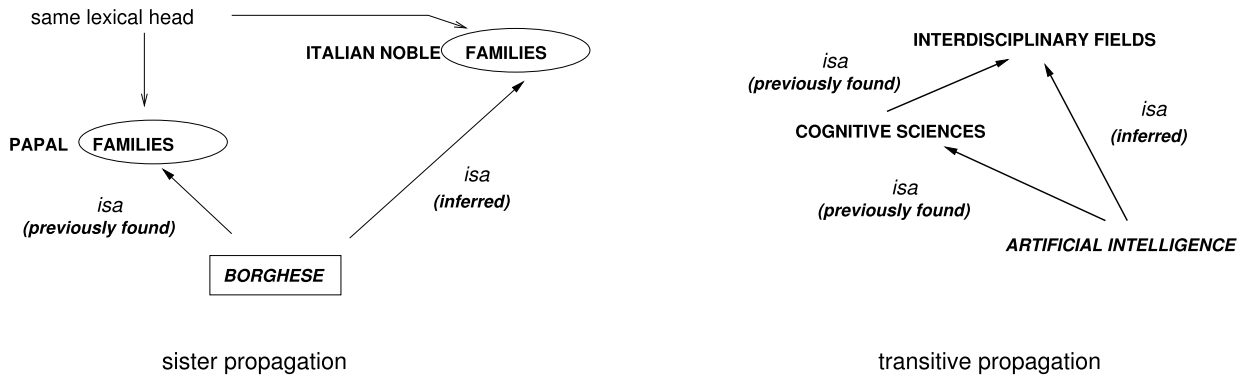 same lexical head
ITALIAN NOBLE FAMILIES
PAPAL FAMILIES
isa
(previously found)
isa
(inferred)
BORGHESE
sister propagation
INTERDISCIPLINARY FIELDS
isa
(previously found)
isa
(inferred)
COGNITIVE SCIENCES
isa
(previously found)
ARTIFICIAL INTELLIGENCE
transitive propagation